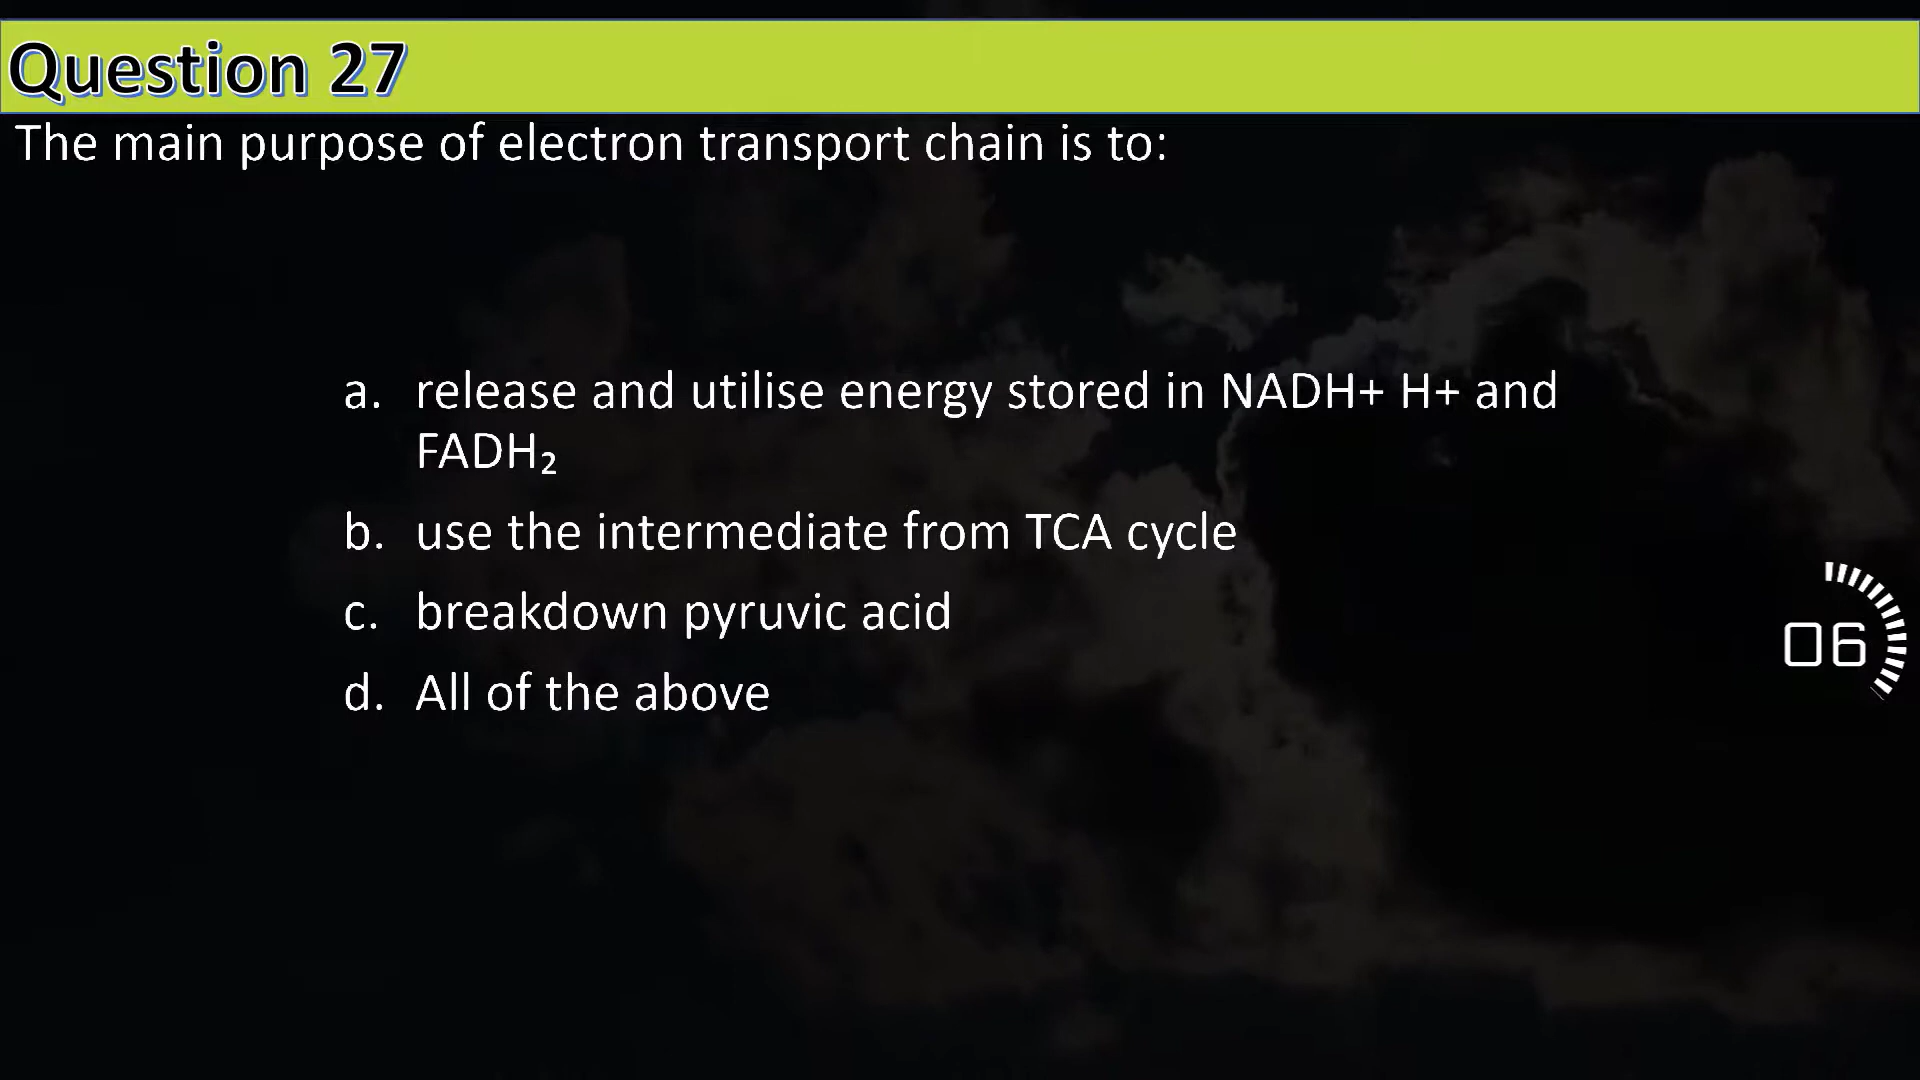 Question 27
The main purpose of electron transport chain is to:
a. release and utilise energy stored in NADH+ H+ and
FADH₂
b. use the intermediate from TCA cycle
c. breakdown pyruvic acid
06
d. All of the above